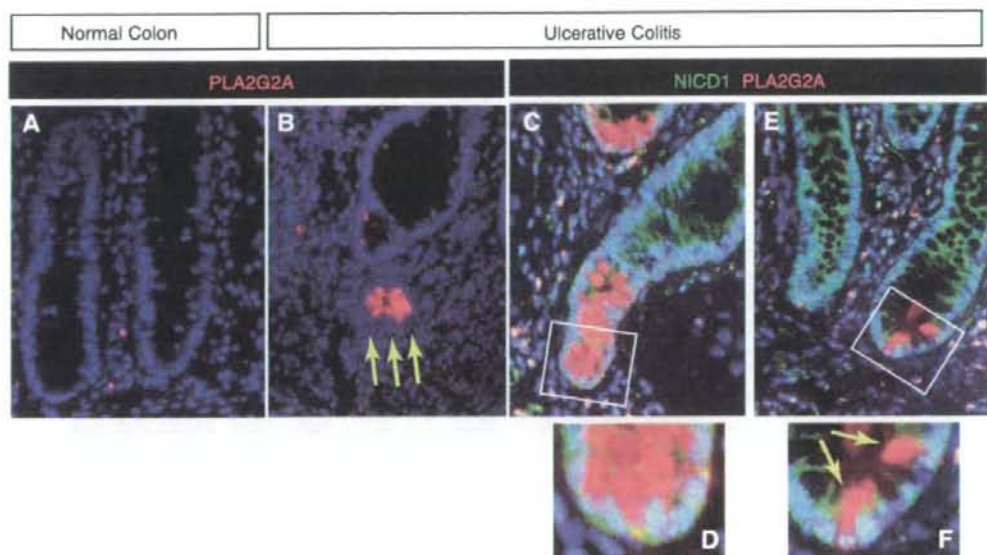 Normal Colon
Ulcerative Colitis
PLA2G2A
NICD1 PLA2G2A
A
B
C
E
D
F